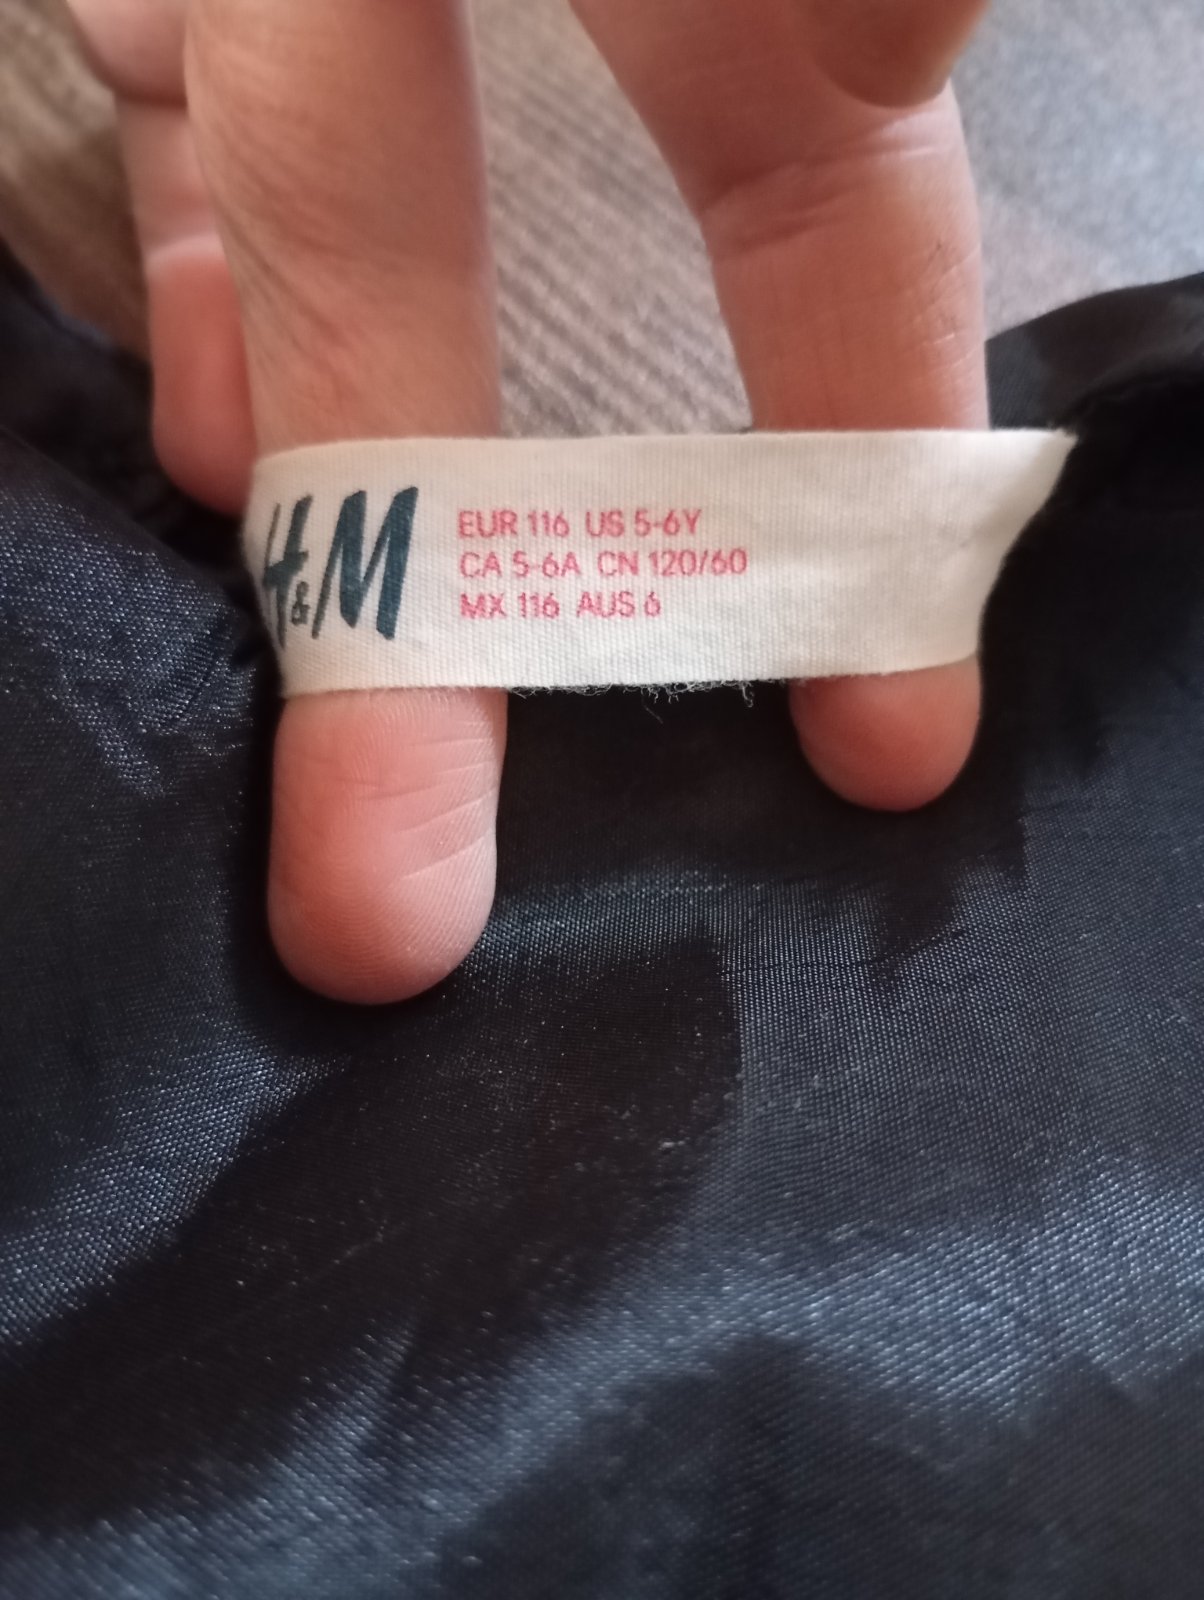 H&M
EUR 116 US 5-6Y
CA 5-6A CN 120/60
MX 116 AUS 6